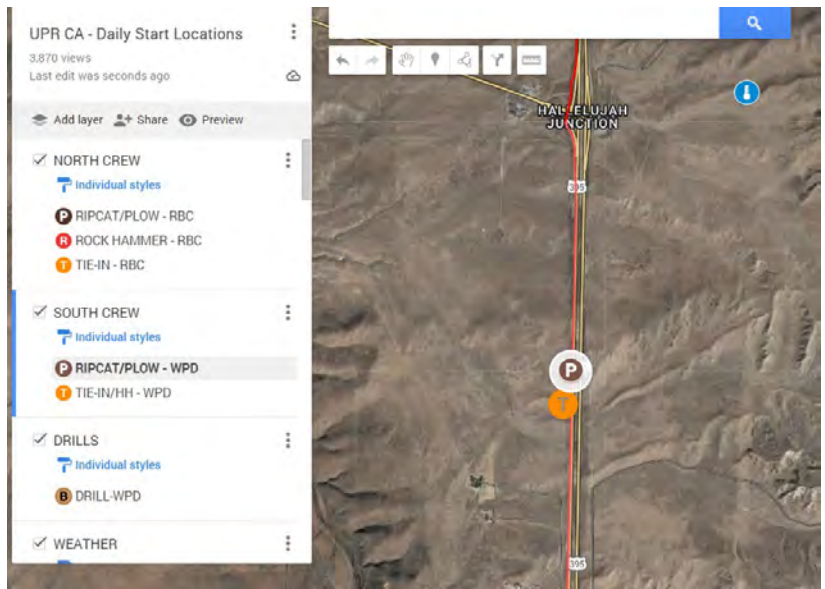 UPR CA - Daily Start Locations
3,870 views
Last edit was seconds ago
Add layer Share Preview
NORTH CREW
Individual styles
P RIPCAT/PLOW - RBC
R ROCK HAMMER - RBC
T TIE-IN - RBC
SOUTH CREW
Individual styles
P RIPCAT/PLOW - WPD
T TIE-IN/HH - WPD
DRILLS
Individual styles
B DRILL-WPD
WEATHER
HALLELUJAH
JUNCTION
395
P
T
395